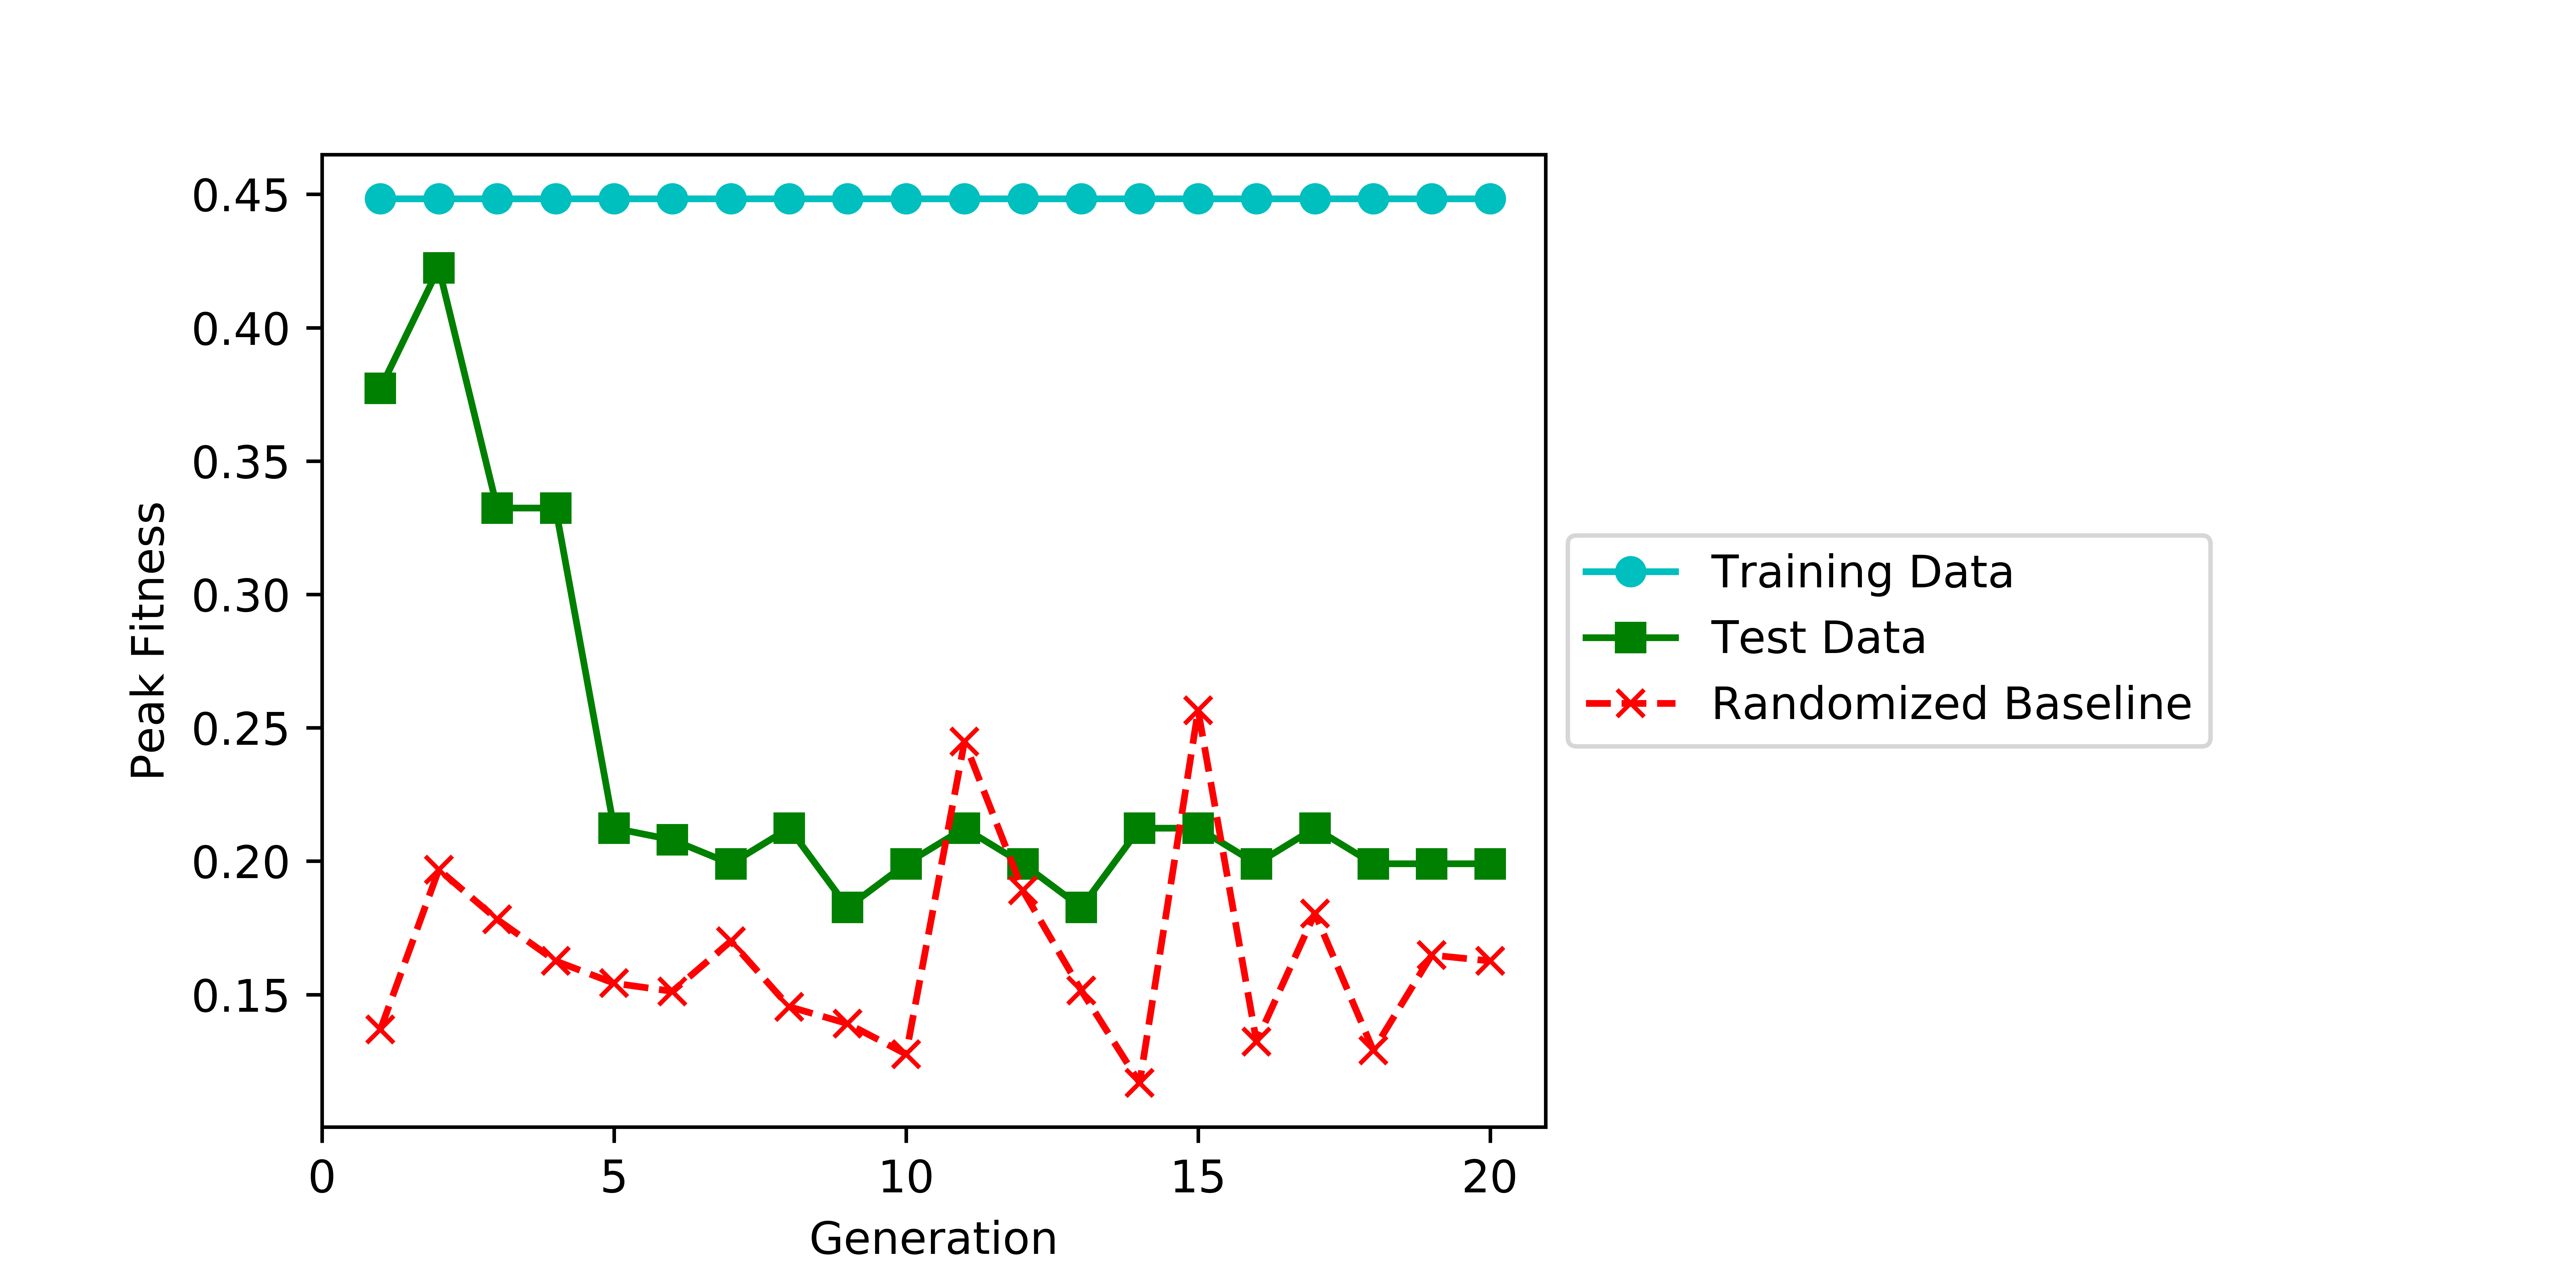 0.45
0.40
0.35
0.30
0.25
0.20
0.15
Peak Fitness
0 5 10 15 20
Generation
Training Data
Test Data
Randomized Baseline